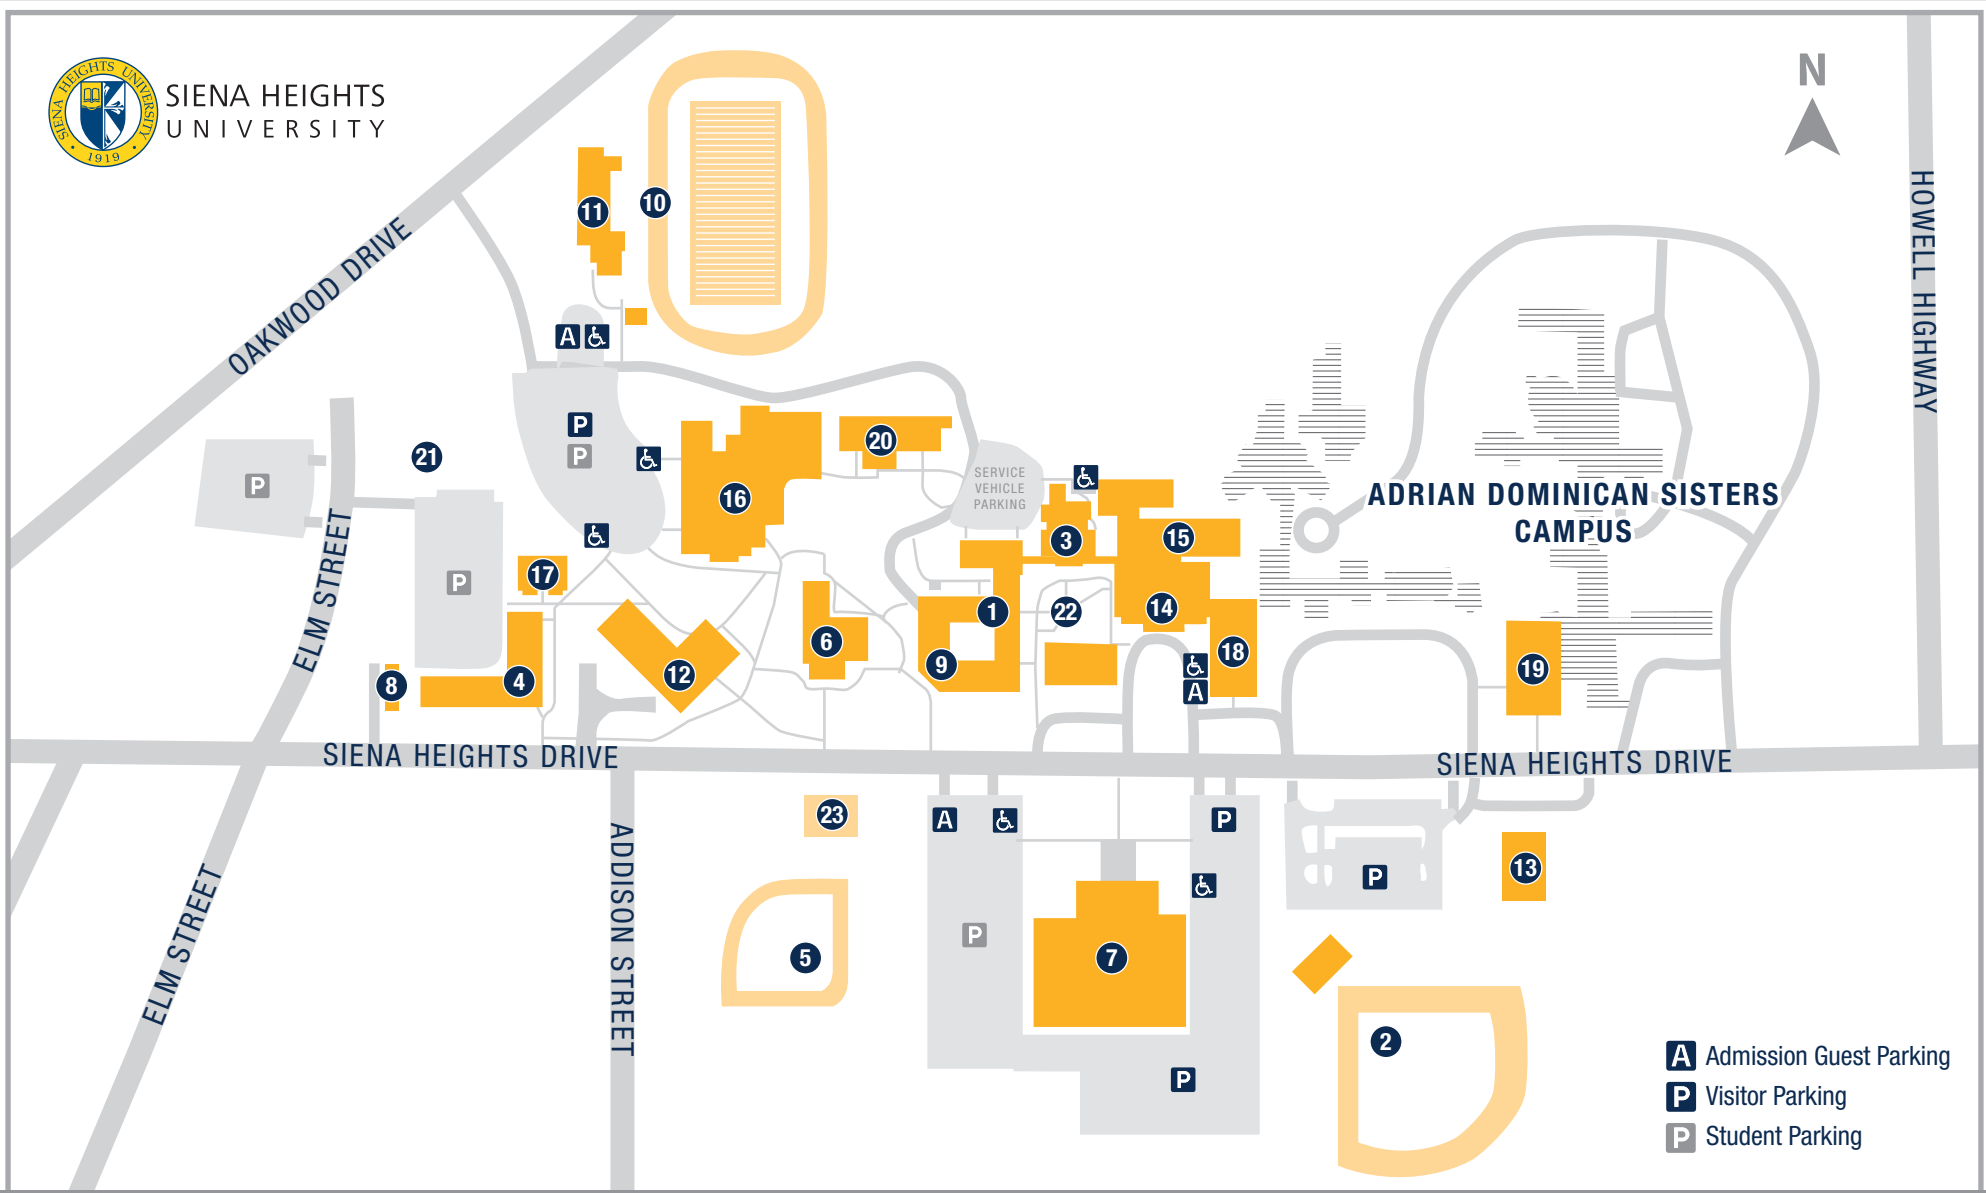 SIENA HEIGHTS UNIVERSITY
• 1919 •
SIENA HEIGHTS
UNIVERSITY
N
HOWELL HIGHWAY
OAKWOOD DRIVE
11
10
A
P
P
21
P
20
16
SERVICE
VEHICLE
PARKING
ADRIAN DOMINICAN SISTERS
CAMPUS
3
15
ELM STREET
17
P
1
22
14
6
9
18
12
4
8
19
A
SIENA HEIGHTS DRIVE
SIENA HEIGHTS DRIVE
23
A
P
ADDISON STREET
13
P
ELM STREET
5
P
7
2
P
A Admission Guest Parking
P Visitor Parking
P Student Parking